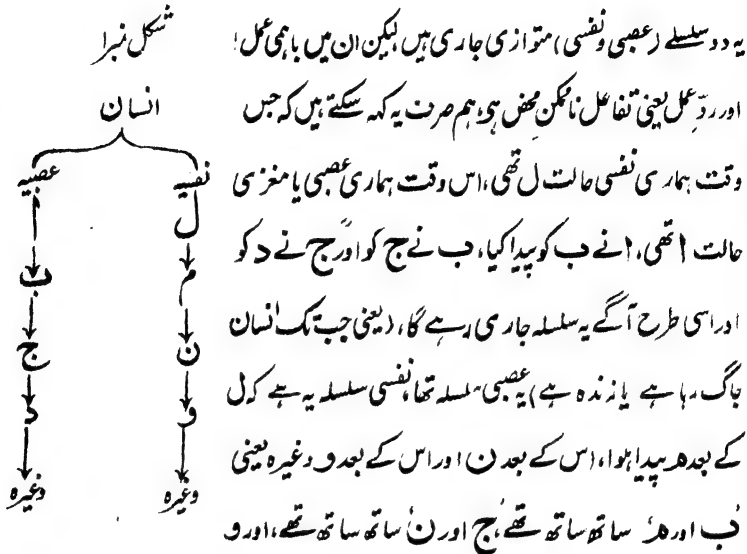 یہ دو سلسلے (عصبی ونفسی) متوازی جاری ہیں لیکن ان میں باہمی عمل!
اور ردِّ عمل یعنی تفاعل ناممکنِ محض ہی، ہم صرف یہ کہہ سکتے ہیں کہ جس
وقت ہماری نفسی حالت ل تھی، اس وقت ہماری عصبی یا مغزی
حالت ا تھی، ا نے ب کو پیدا کیا، ب نے ج کو اور ج نے د کو
اور اسی طرح آگے یہ سلسلہ جاری رہے گا، (یعنی جب تک انسان
جاگ رہا ہے یا زندہ ہے) یہ عصبی سلسلہ تھا، نفسی سلسلہ یہ ہے کہ ل
کے بعد م پیدا ہوا، اس کے بعد ن اور اس کے بعد و وغیرہ یعنی
ب اور م ساتھ ساتھ تھے، ج اور ن ساتھ ساتھ تھے، اور و
شکل نمبر ا
انسان
نفسیہ
ل
م
ن
و
وغیرہ
عصبیہ
ا
ب
ج
د
وغیرہ